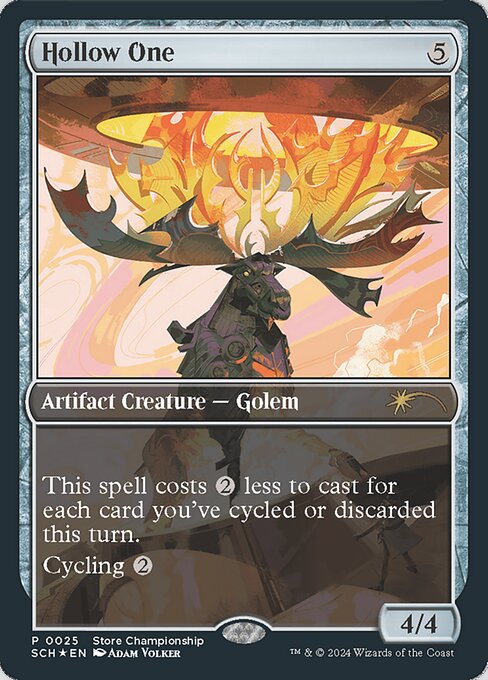 Hollow One 5
Artifact Creature — Golem
This spell costs 2 less to cast for
each card you've cycled or discarded
this turn.
Cycling 2
4/4
P 0025 Store Championship
SCH★EN Adam Volker
™ & © 2024 Wizards of the Coast